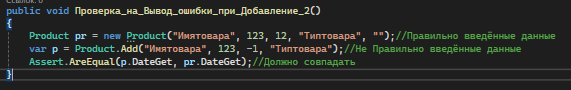 Ссылок: 0
public void Проверка_на_Вывод_ошибки_при_Добавление_2()
{
Product pr = new Product("Имятовара", 123, 12, "Типтовара", "");//Правильно введённые данные
var p = Product.Add("Имятовара", 123, -1, "Типтовара");//Не Правильно введённые данные
Assert.AreEqual(p.DateGet, pr.DateGet);//Должно совпадать
}